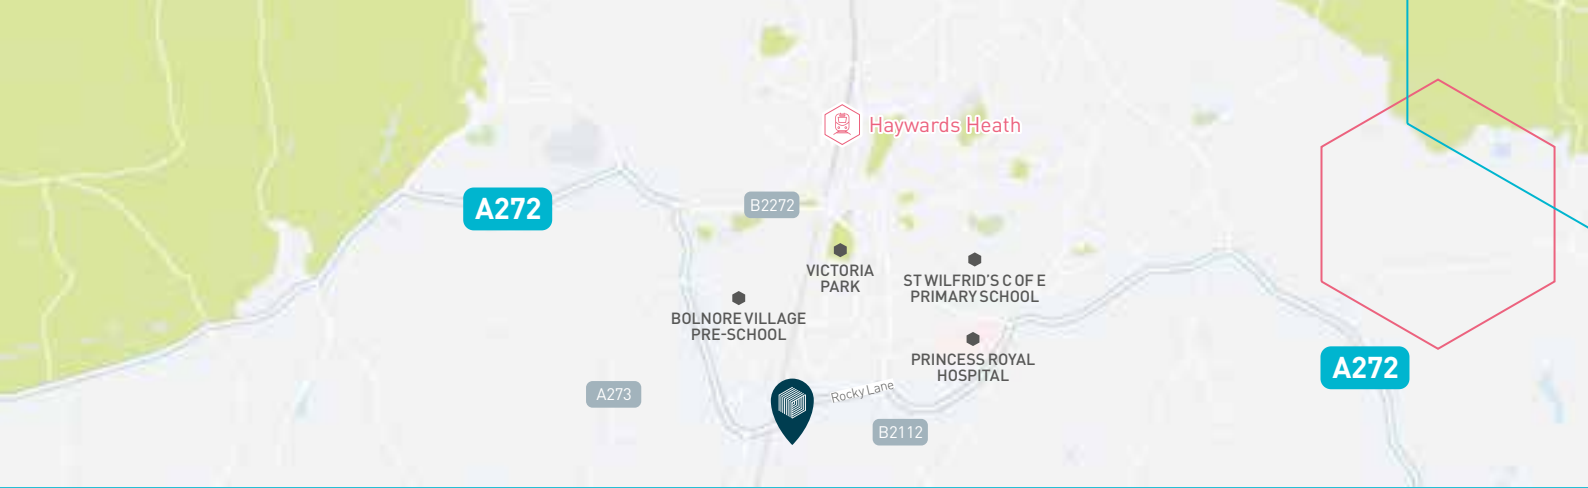 Haywards Heath
A272
B2272
VICTORIA
PARK
ST WILFRID'S C OF E
PRIMARY SCHOOL
BOLNORE VILLAGE
PRE-SCHOOL
PRINCESS ROYAL
HOSPITAL
A272
A273
Rocky Lane
B2112